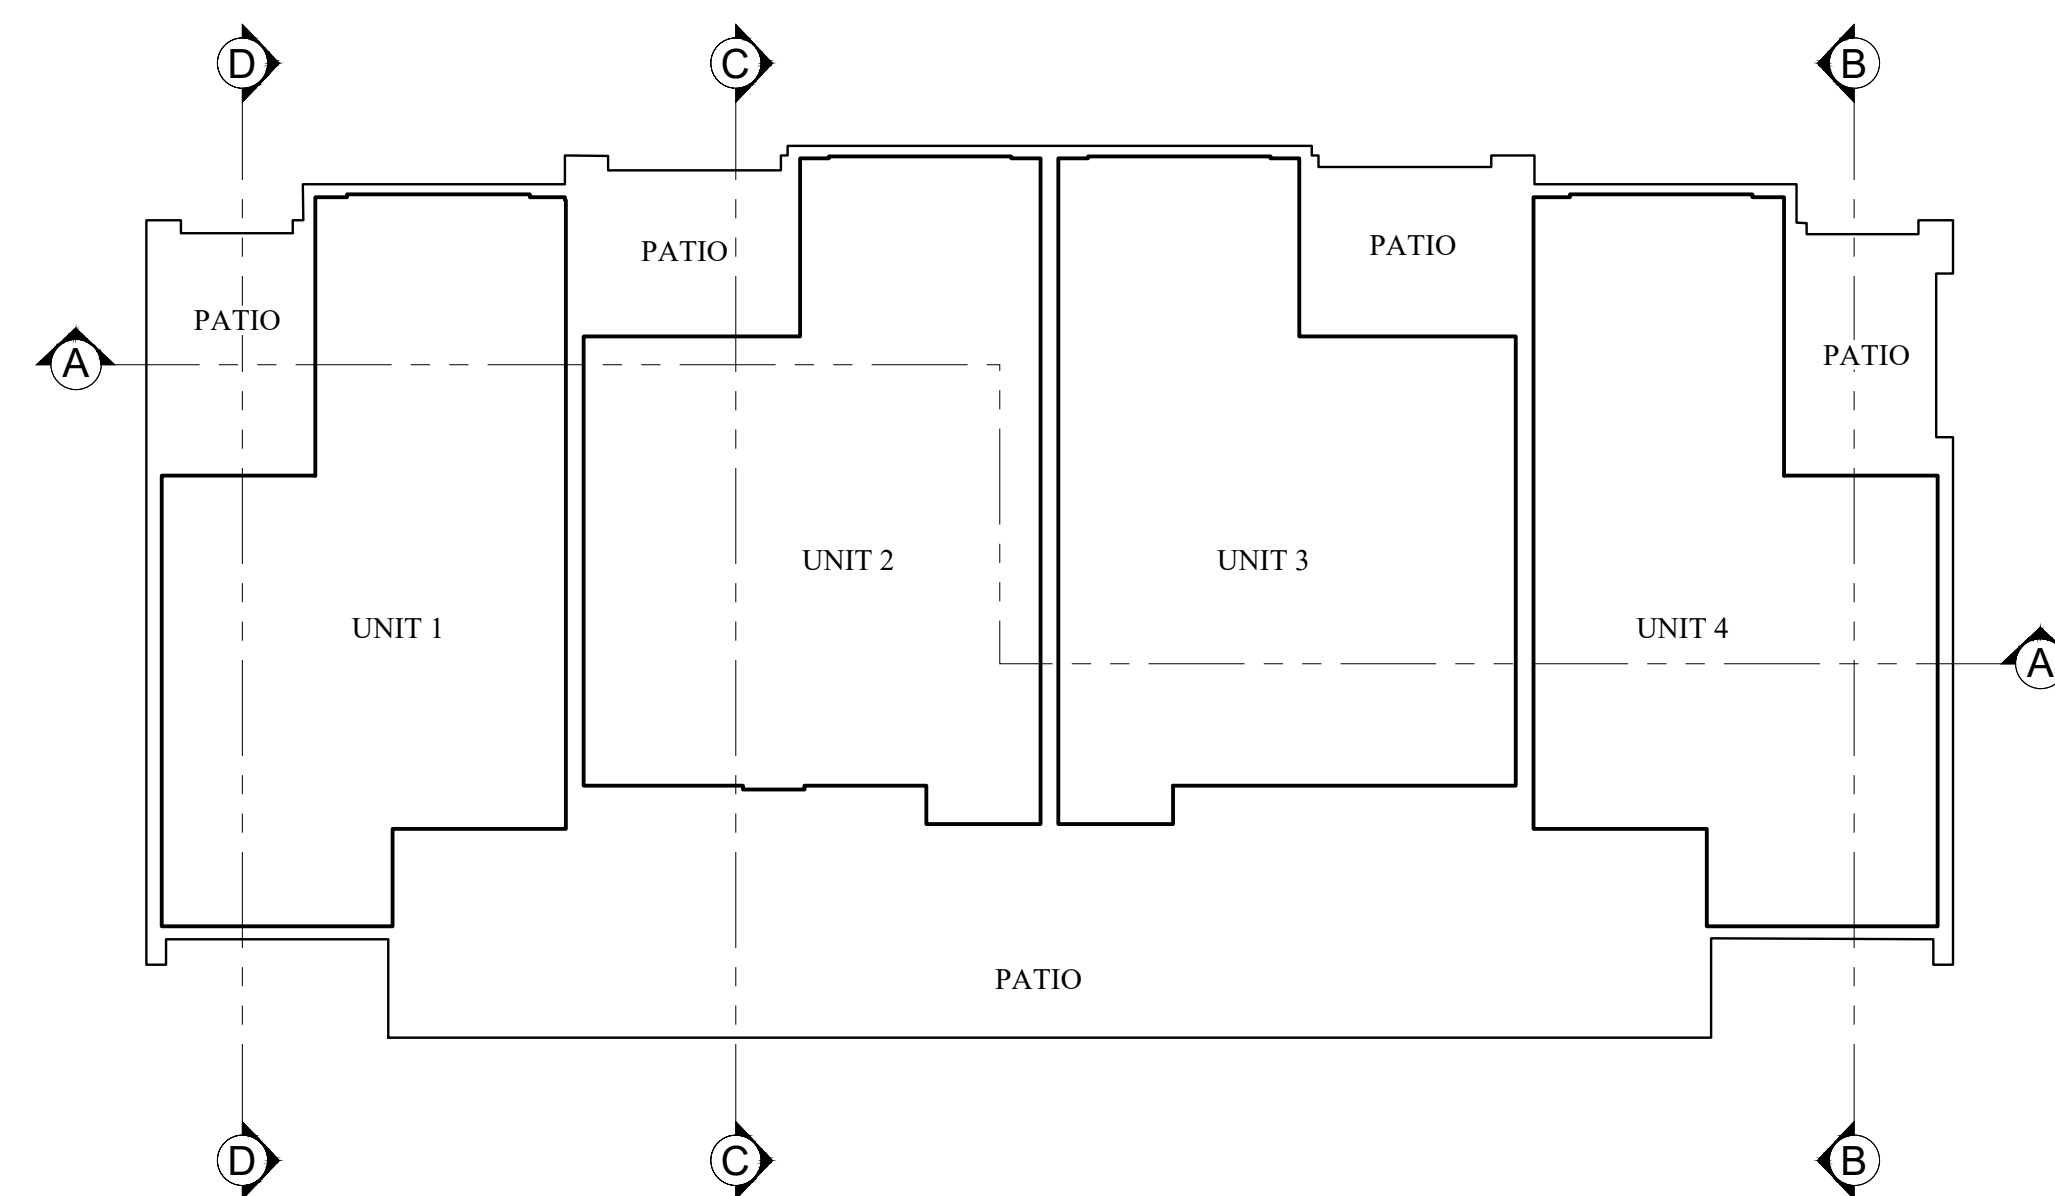 D
C
B
PATIO
PATIO
PATIO
PATIO
A
UNIT 2
UNIT 3
UNIT 1
UNIT 4
A
PATIO
D
C
B